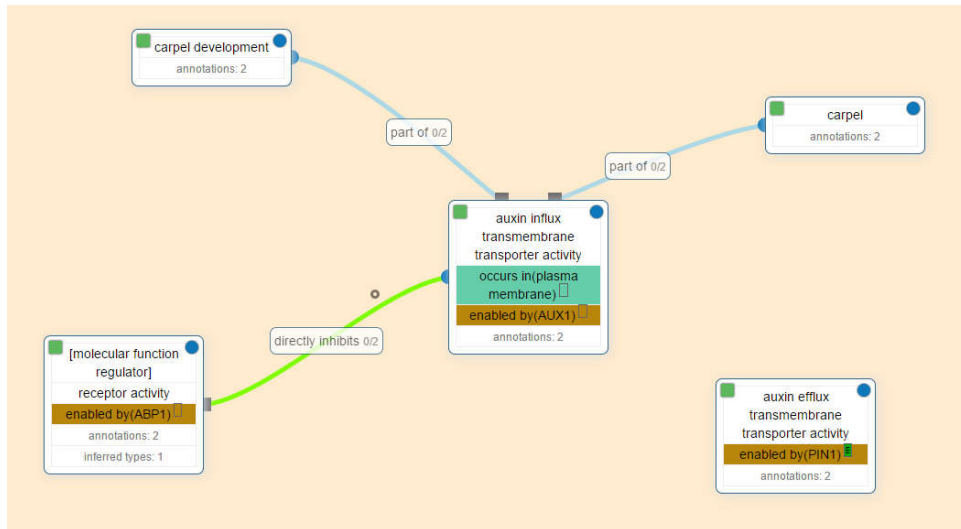 carpel development
annotations: 2
part of 0/2
carpel
annotations: 2
part of 0/2
auxin influx
transmembrane
transporter activity
occurs in(plasma
membrane)
enabled by(AUX1)
annotations: 2
directly inhibits 0/2
[molecular function
regulator]
receptor activity
enabled by(ABP1)
annotations: 2
inferred types: 1
auxin efflux
transmembrane
transporter activity
enabled by(PIN1)
annotations: 2